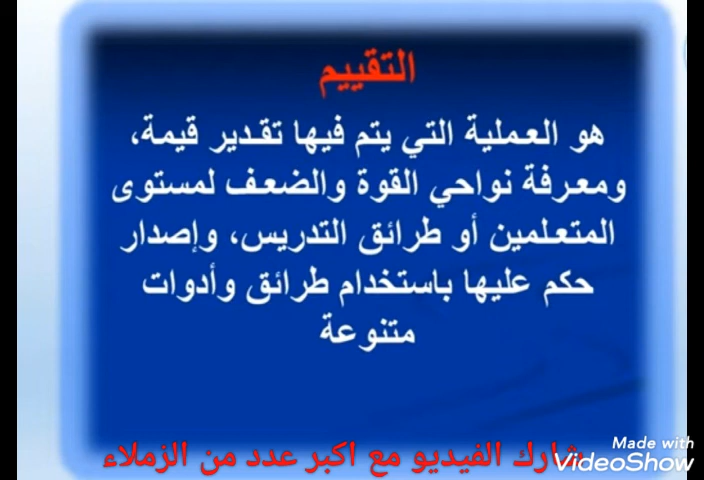 التقييم
هو العملية التي يتم فيها تقدير قيمة،
ومعرفة نواحي القوة والضعف لمستوى
المتعلمين أو طرائق التدريس، وإصدار
حكم عليها باستخدام طرائق وأدوات
متنوعة
شارك الفيديو مع اكبر عدد من الزملاء
Made with
VideoShow